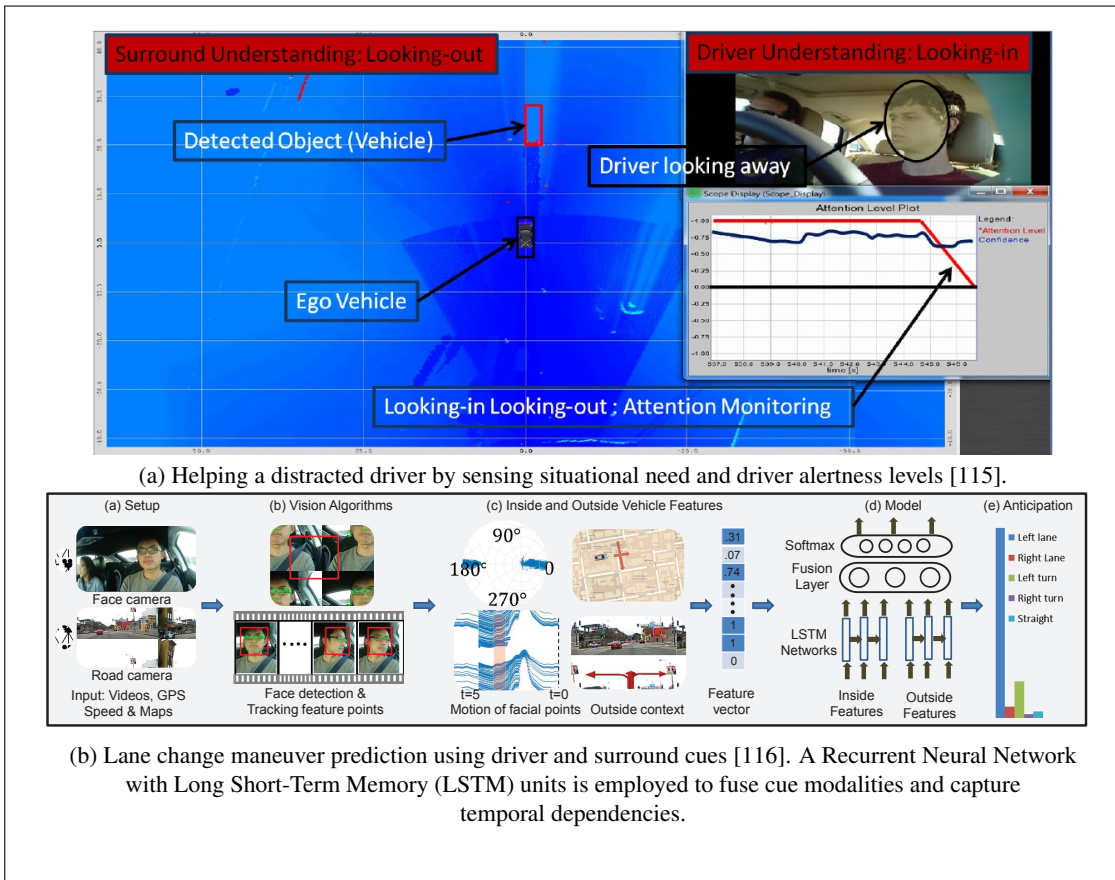 Surround Understanding: Looking-out
Driver Understanding: Looking-in
Detected Object (Vehicle)
Driver looking away
Ego Vehicle
Scope Display (Scope_Display)
Attention Level Plot
Legend:
*Attention Level
Confidence
time [s]
Looking-in Looking-out : Attention Monitoring
(a) Helping a distracted driver by sensing situational need and driver alertness levels [115].
(a) Setup
(b) Vision Algorithms
(c) Inside and Outside Vehicle Features
(d) Model
(e) Anticipation
Face camera
Road camera
Input: Videos, GPS
Speed & Maps
Face detection &
Tracking feature points
90°
180°
0
270°
t=5
t=0
Motion of facial points
Outside context
.31
.07
.74
1
1
0
Feature
vector
Softmax
Fusion
Layer
LSTM
Networks
Inside
Features
Outside
Features
Left lane
Right Lane
Left turn
Right turn
Straight
(b) Lane change maneuver prediction using driver and surround cues [116]. A Recurrent Neural Network
with Long Short-Term Memory (LSTM) units is employed to fuse cue modalities and capture
temporal dependencies.